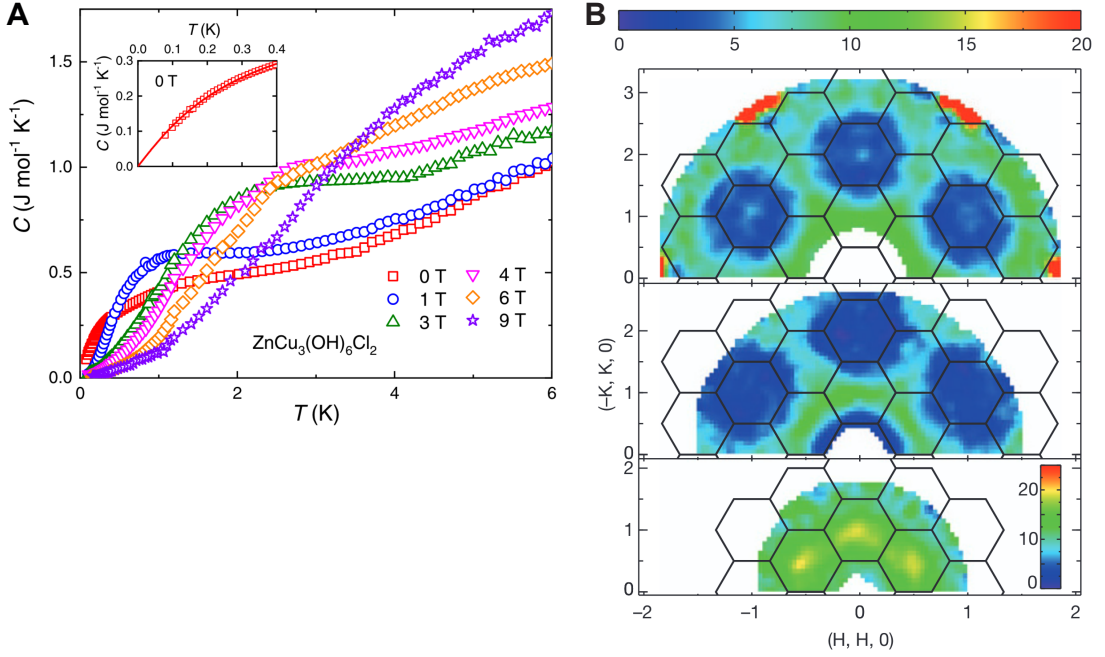 A
T (K)
0.0 0.1 0.2 0.3 0.4
0.3
0.2
0.1
0.0
C (J mol⁻¹ K⁻¹)
0 T
1.5
1.0
0.5
0.0
C (J mol⁻¹ K⁻¹)
0 T 4 T
1 T 6 T
3 T 9 T
ZnCu₃(OH)₆Cl₂
0 2 4 6
T (K)
B
0 5 10 15 20
3
2
1
0
2
1
0
(–K, K, 0)
2
1
0
20
10
0
−2 −1 0 1 2
(H, H, 0)